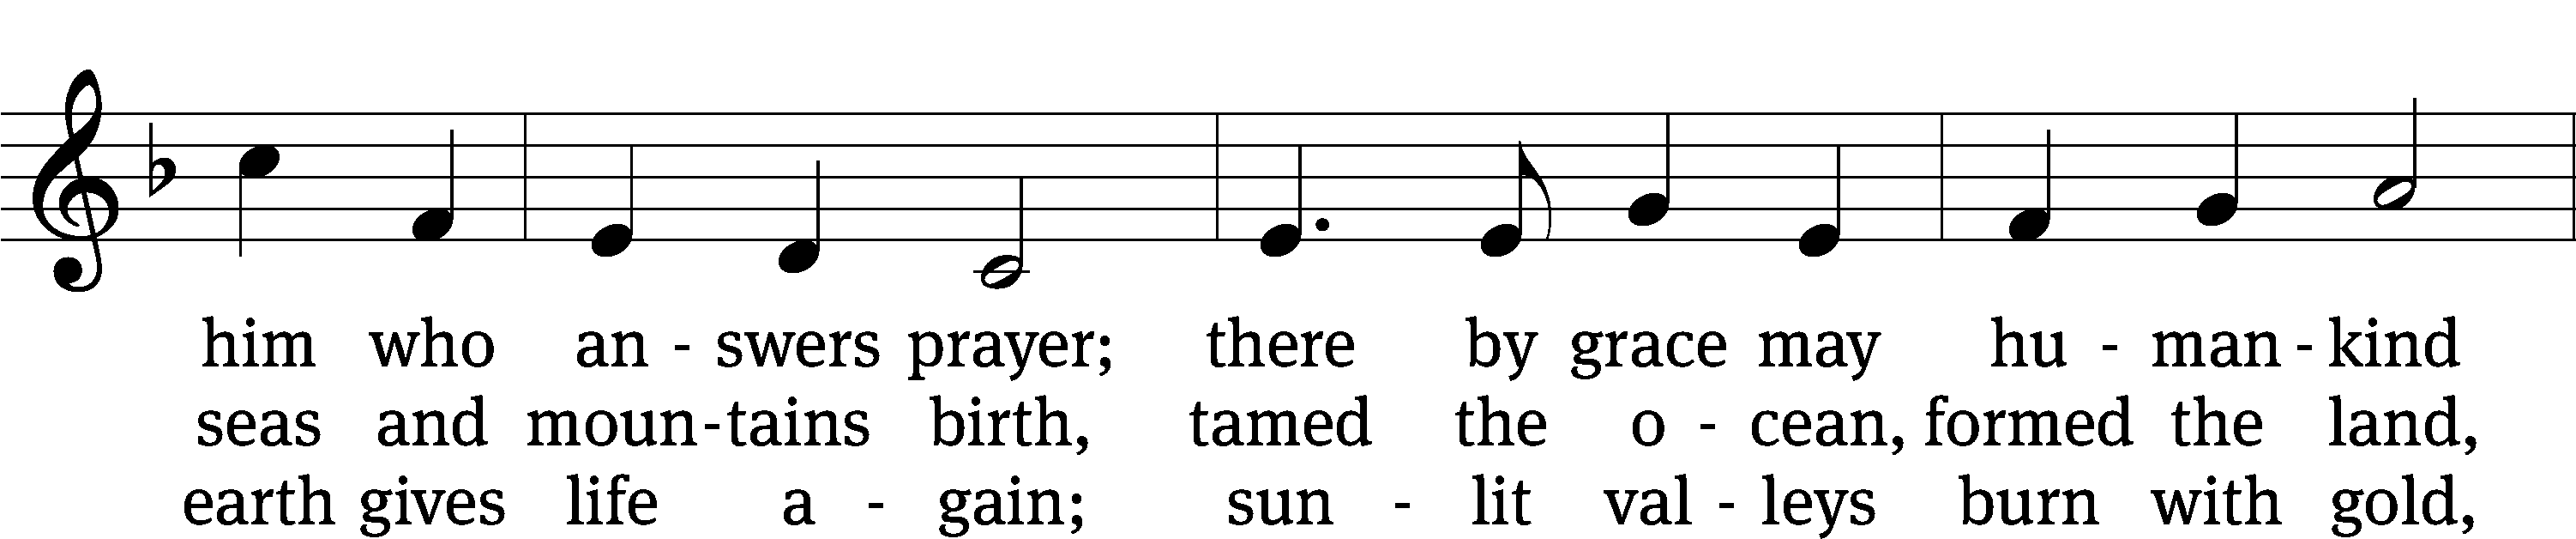 him who an - swers prayer; there by grace may hu - man - kind
seas and moun - tains birth, tamed the o - cean, formed the land,
earth gives life a - gain; sun - lit val - leys burn with gold,